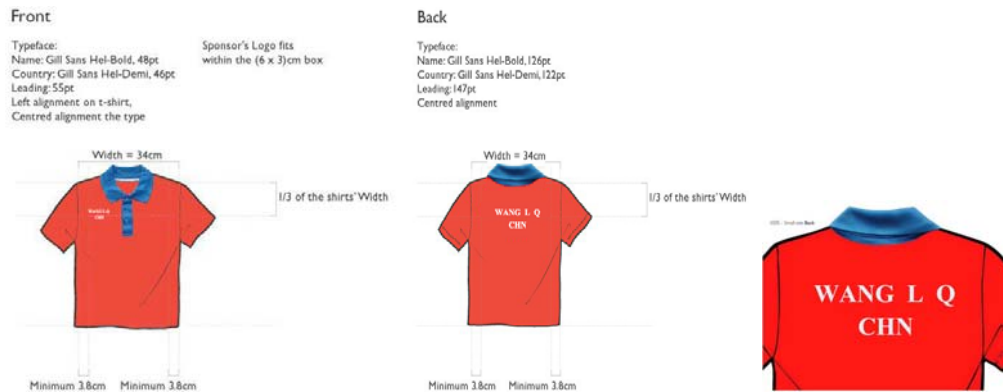 Front
Typeface:
Name: Gill Sans Hel-Bold, 48pt
Country: Gill Sans Hel-Demi, 46pt
Leading: 55pt
Left alignment on t-shirt,
Centred alignment the type
Sponsor's Logo fits
within the (6 x 3)cm box
Width = 34cm
1/3 of the shirts' Width
WANG L Q
CHN
Minimum 3.8cm
Minimum 3.8cm
Back
Typeface:
Name: Gill Sans Hel-Bold, 126pt
Country: Gill Sans Hel-Demi, 122pt
Leading: 147pt
Centred alignment
Width = 34cm
1/3 of the shirts' Width
WANG L Q
CHN
Minimum 3.8cm
Minimum 3.8cm
WANG L Q
CHN